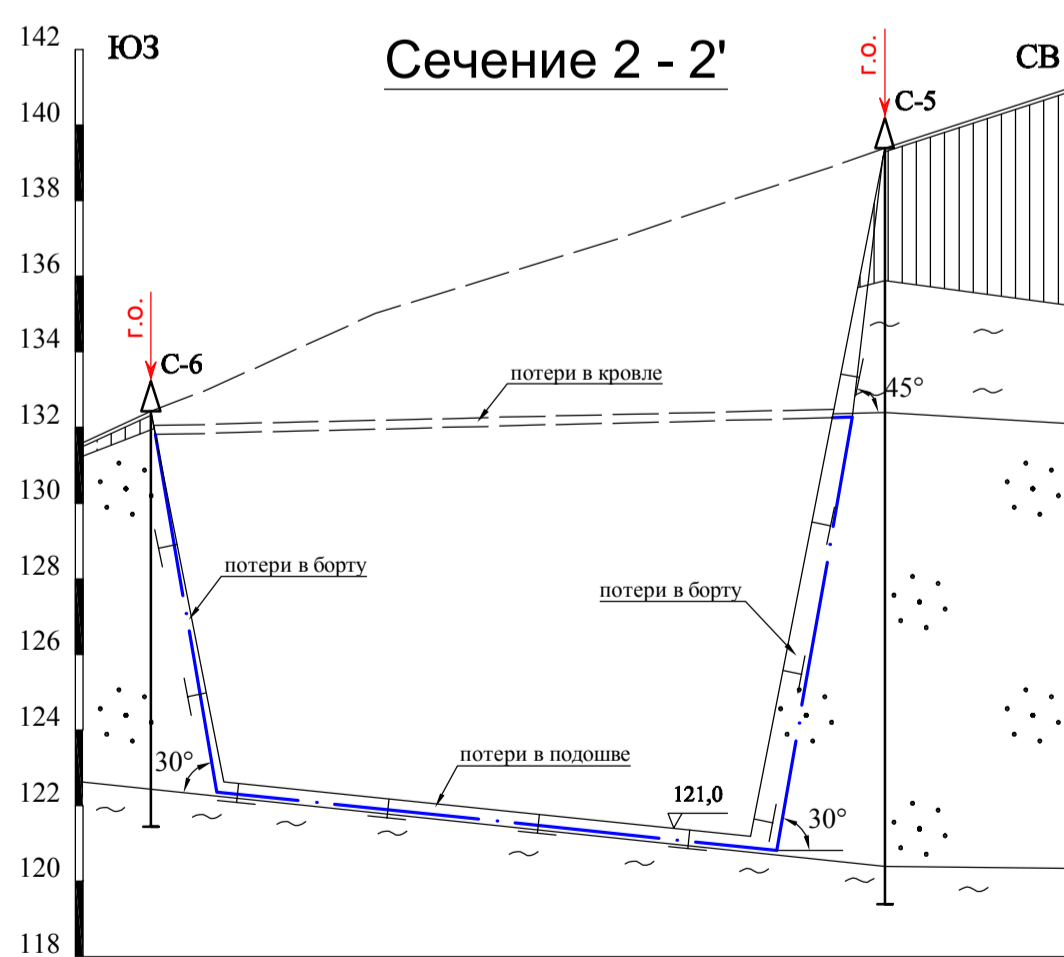 Сечение 2 - 2'
ЮЗ
СВ
г.о.
С-5
г.о.
С-6
142
140
138
136
134
132
130
128
126
124
122
120
118
потери в кровле
45°
потери в борту
потери в борту
потери в подошве
30°
121,0
30°